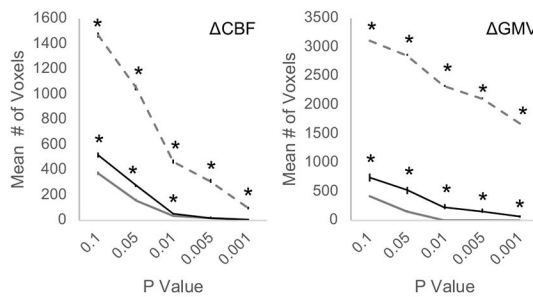 ΔCBF
Mean # of Voxels
1600
1400
1200
1000
800
600
400
200
0
* * * * *
* * *
0.1 0.05 0.01 0.005 0.001
P Value
ΔGMV
Mean # of Voxels
3500
3000
2500
2000
1500
1000
500
0
* * * * *
* * * * *
0.1 0.05 0.01 0.005 0.001
P Value